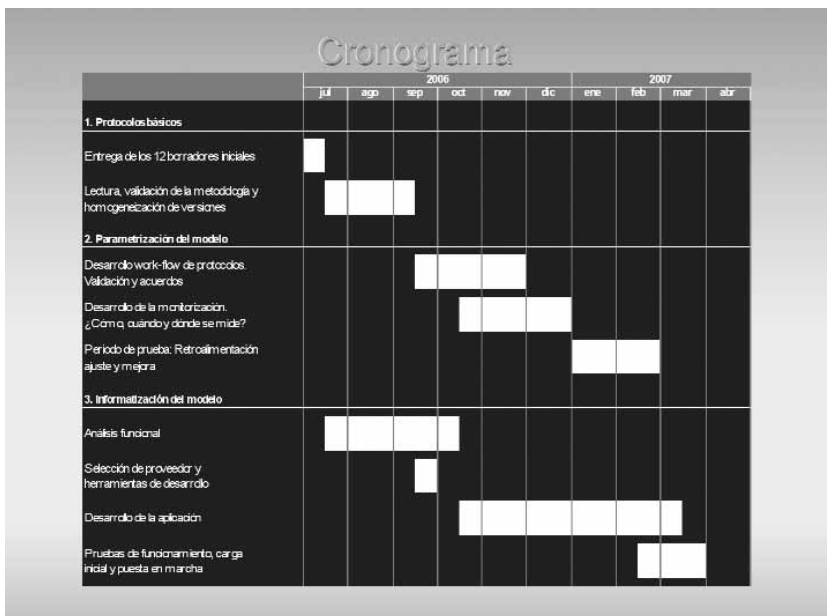 Cronograma
2006 2007
jul ago sep oct nov dic ene feb mar abr
1. Protocolos básicos
Entrega de los 12 borradores iniciales
Lectura, validación de la metodología y
homogeneización de versiones
2. Parametrización del modelo
Desarrollo work-flow de protocolos.
Validación y acuerdos
Desarrollo de la monitorización.
¿Cómo, cuándo y dónde se mide?
Periodo de prueba: Retroalimentación
ajuste y mejora
3. Informatización del modelo
Análisis funcional
Selección de proveedor y
herramientas de desarrollo
Desarrollo de la aplicación
Pruebas de funcionamiento, carga
inicial y puesta en marcha